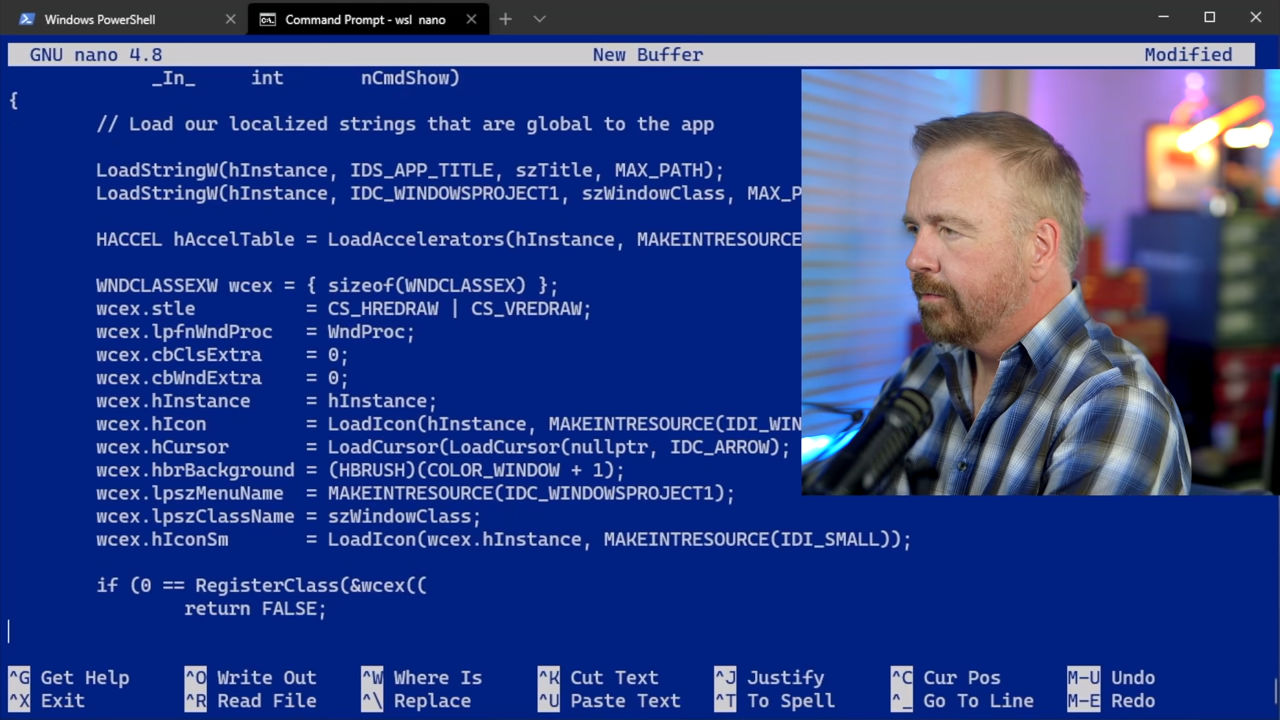 Windows PowerShell
Command Prompt - wsl nano
GNU nano 4.8 New Buffer Modified
_In_ int nCmdShow)
{
// Load our localized strings that are global to the app
LoadStringW(hInstance, IDS_APP_TITLE, szTitle, MAX_PATH);
LoadStringW(hInstance, IDC_WINDOWSPROJECT1, szWindowClass, MAX_P
HACCEL hAccelTable = LoadAccelerators(hInstance, MAKEINTRESOURCE
WNDCLASSEXW wcex = { sizeof(WNDCLASSEX) };
wcex.stle = CS_HREDRAW | CS_VREDRAW;
wcex.lpfnWndProc = WndProc;
wcex.cbClsExtra = 0;
wcex.cbWndExtra = 0;
wcex.hInstance = hInstance;
wcex.hIcon = LoadIcon(hInstance, MAKEINTRESOURCE(IDI_WIN
wcex.hCursor = LoadCursor(LoadCursor(nullptr, IDC_ARROW);
wcex.hbrBackground = (HBRUSH)(COLOR_WINDOW + 1);
wcex.lpszMenuName = MAKEINTRESOURCE(IDC_WINDOWSPROJECT1);
wcex.lpszClassName = szWindowClass;
wcex.hIconSm = LoadIcon(wcex.hInstance, MAKEINTRESOURCE(IDI_SMALL));
if (0 == RegisterClass(&wcex((
return FALSE;
^G Get Help ^O Write Out ^W Where Is ^K Cut Text ^J Justify ^C Cur Pos M-U Undo
^X Exit ^R Read File ^\ Replace ^U Paste Text ^T To Spell ^_ Go To Line M-E Redo